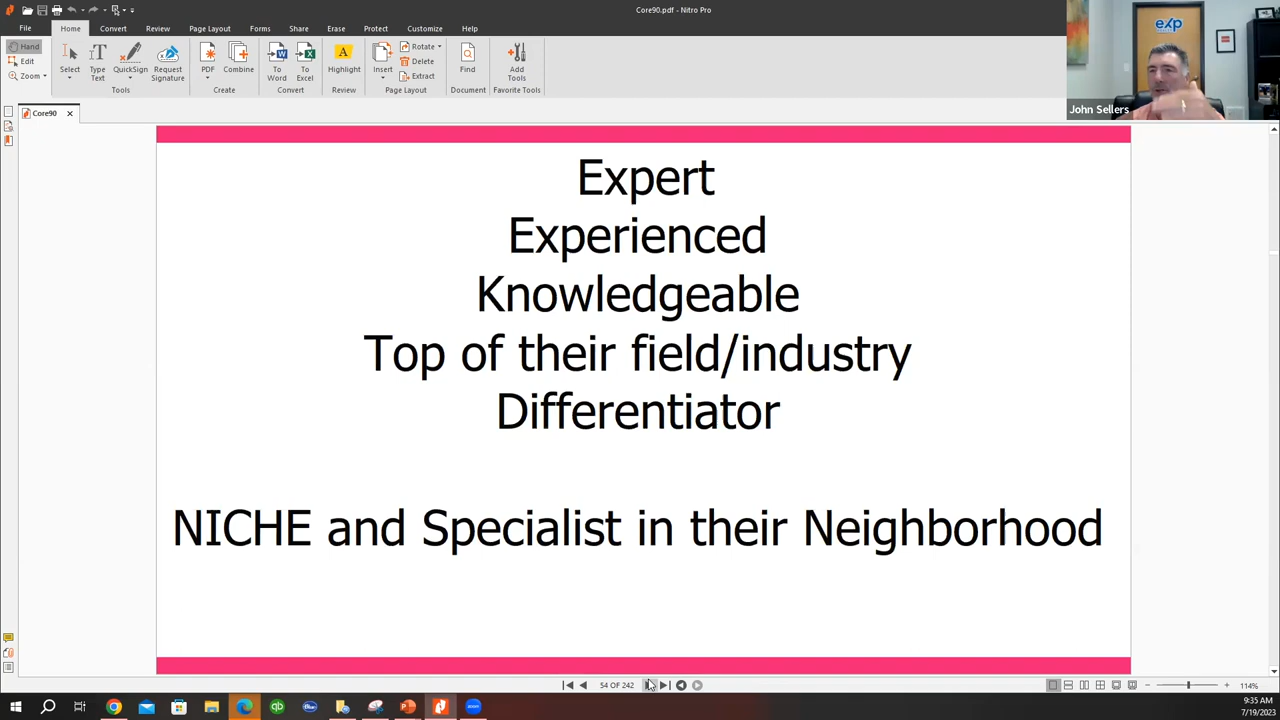 Core90.pdf - Nitro Pro
File Home Convert Review Page Layout Forms Share Erase Protect Customize Help
Hand
Edit
Zoom
Select
Type Text
QuickSign
Request Signature
Tools
PDF
Combine
Create
To Word
To Excel
Convert
Highlight
Review
Insert
Rotate
Delete
Extract
Page Layout
Find
Document
Add Tools
Favorite Tools
exp
John Sellers
Core90
Expert
Experienced
Knowledgeable
Top of their field/industry
Differentiator
NICHE and Specialist in their Neighborhood
54 OF 242
114%
qb
zoom
9:35 AM
7/19/2023